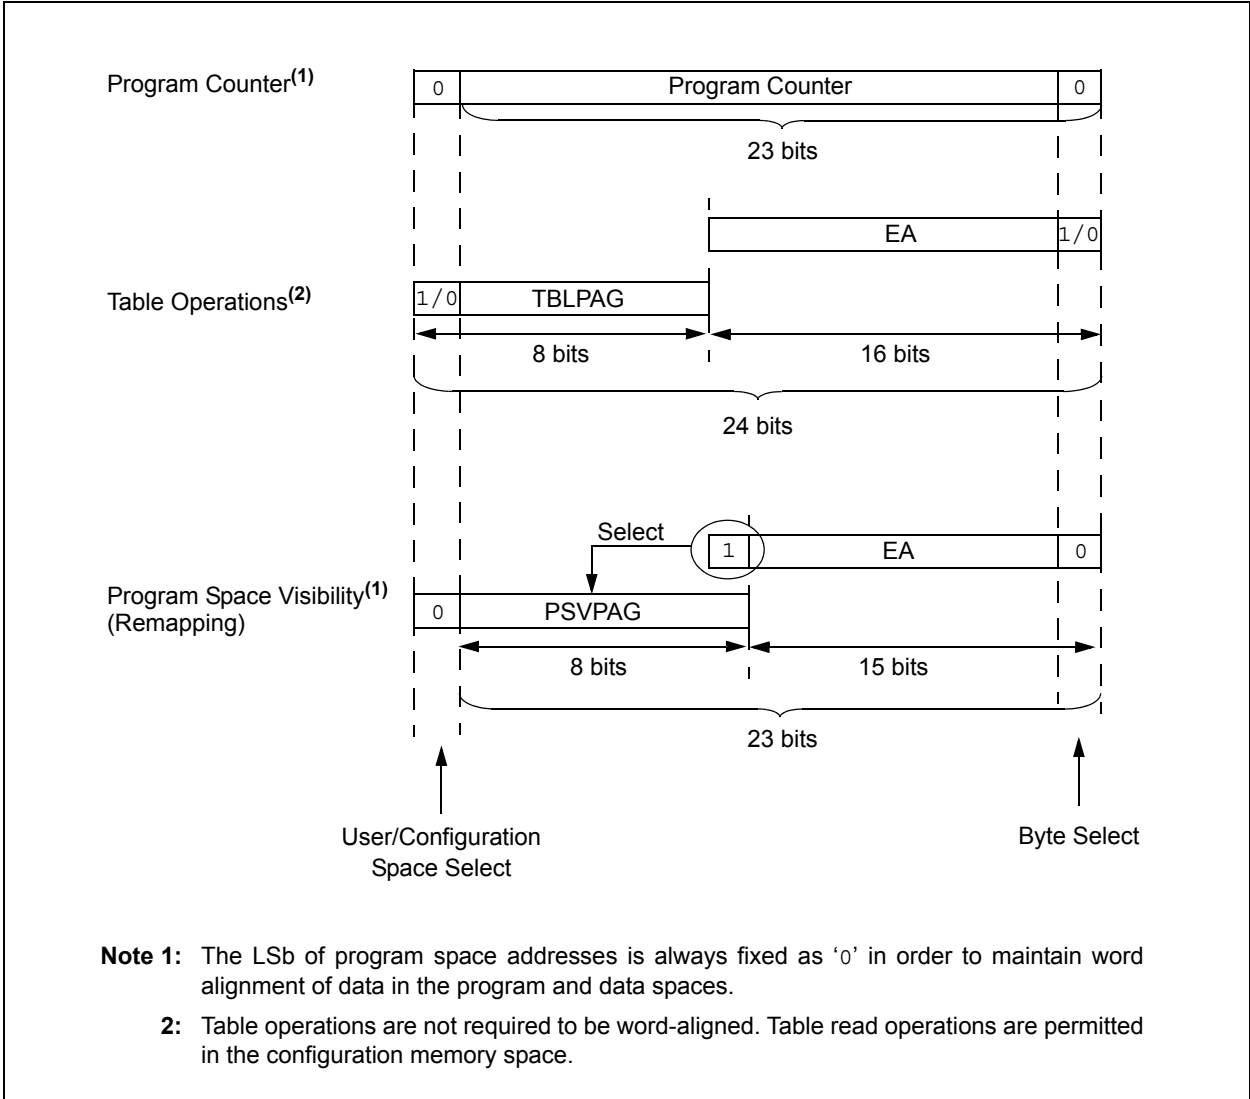 Program Counter(1)
0 Program Counter 0
23 bits
EA 1/0
Table Operations(2)
1/0 TBLPAG
8 bits 16 bits
24 bits
Select
1 EA 0
Program Space Visibility(1)
(Remapping)
0 PSVPAG
8 bits 15 bits
23 bits
User/Configuration
Space Select
Byte Select
Note 1: The LSb of program space addresses is always fixed as ‘0’ in order to maintain word
alignment of data in the program and data spaces.
2: Table operations are not required to be word-aligned. Table read operations are permitted
in the configuration memory space.